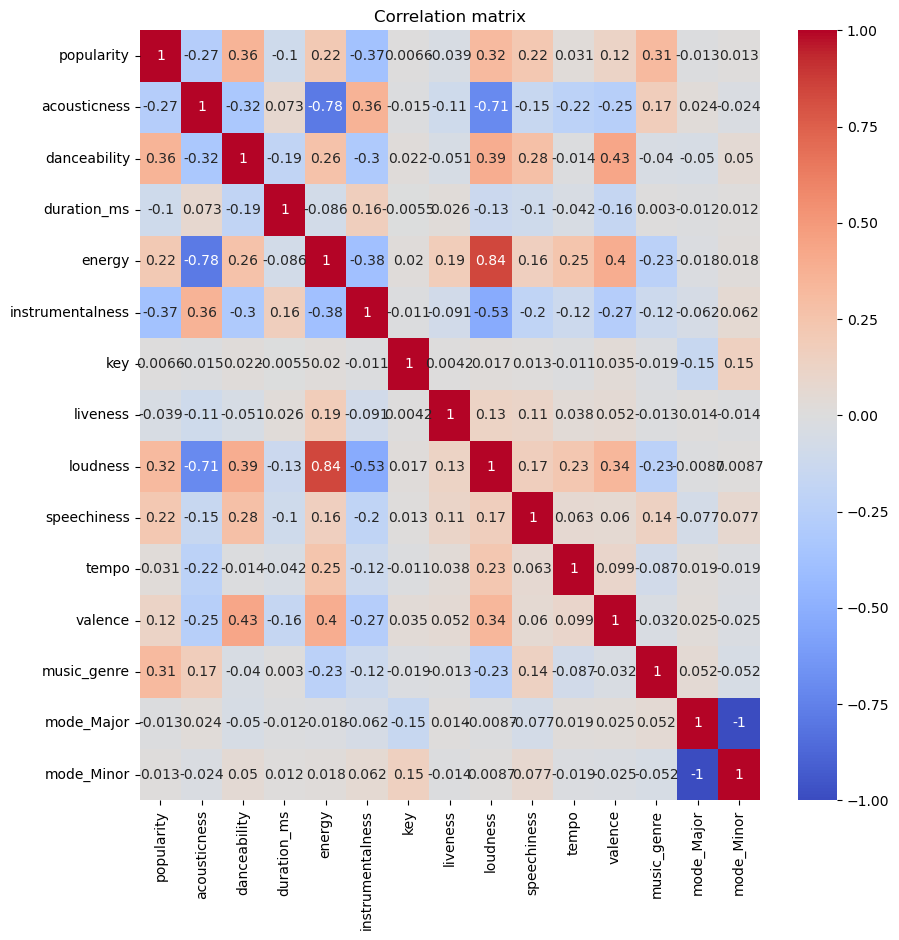 Correlation matrix
popularity 1 -0.27 0.36 -0.1 0.22 -0.37 0.0066 -0.039 0.32 0.22 0.031 0.12 0.31 -0.013 0.013
acousticness -0.27 1 -0.32 0.073 -0.78 0.36 -0.015 -0.11 -0.71 -0.15 -0.22 -0.25 0.17 0.024 -0.024
danceability 0.36 -0.32 1 -0.19 0.26 -0.3 0.022 -0.051 0.39 0.28 -0.014 0.43 -0.04 -0.05 0.05
duration_ms -0.1 0.073 -0.19 1 -0.086 0.16 -0.0055 0.026 -0.13 -0.1 -0.042 -0.16 0.003 -0.012 0.012
energy 0.22 -0.78 0.26 -0.086 1 -0.38 0.02 0.19 0.84 0.16 0.25 0.4 -0.23 -0.018 0.018
instrumentalness -0.37 0.36 -0.3 0.16 -0.38 1 -0.011 -0.091 -0.53 -0.2 -0.12 -0.27 -0.12 -0.062 0.062
key 0.0066 -0.015 0.022 -0.0055 0.02 -0.011 1 0.0042 0.017 0.013 -0.011 0.035 -0.019 -0.15 0.15
liveness -0.039 -0.11 -0.051 0.026 0.19 -0.091 0.0042 1 0.13 0.11 0.038 0.052 -0.013 0.014 -0.014
loudness 0.32 -0.71 0.39 -0.13 0.84 -0.53 0.017 0.13 1 0.17 0.23 0.34 -0.23 -0.0087 0.0087
speechiness 0.22 -0.15 0.28 -0.1 0.16 -0.2 0.013 0.11 0.17 1 0.063 0.06 0.14 -0.077 0.077
tempo 0.031 -0.22 -0.014 -0.042 0.25 -0.12 -0.011 0.038 0.23 0.063 1 0.099 -0.087 0.019 -0.019
valence 0.12 -0.25 0.43 -0.16 0.4 -0.27 0.035 0.052 0.34 0.06 0.099 1 -0.032 0.025 -0.025
music_genre 0.31 0.17 -0.04 0.003 -0.23 -0.12 -0.019 -0.013 -0.23 0.14 -0.087 -0.032 1 0.052 -0.052
mode_Major -0.013 0.024 -0.05 -0.012 -0.018 -0.062 -0.15 0.014 -0.0087 -0.077 0.019 0.025 0.052 1 -1
mode_Minor 0.013 -0.024 0.05 0.012 0.018 0.062 0.15 -0.014 0.0087 0.077 -0.019 -0.025 -0.052 -1 1
popularity
acousticness
danceability
duration_ms
energy
instrumentalness
key
liveness
loudness
speechiness
tempo
valence
music_genre
mode_Major
mode_Minor
1.00
0.75
0.50
0.25
0.00
−0.25
−0.50
−0.75
−1.00